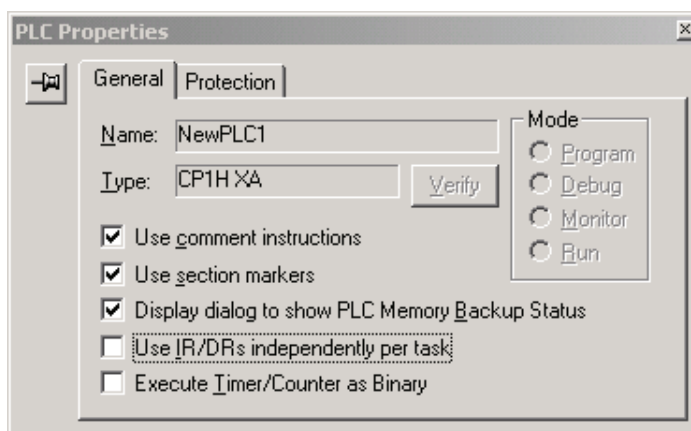 PLC Properties
General
Protection
Name: NewPLC1
Type: CP1H XA
Verify
Mode
Program
Debug
Monitor
Run
Use comment instructions
Use section markers
Display dialog to show PLC Memory Backup Status
Use IR/DRs independently per task
Execute Timer/Counter as Binary